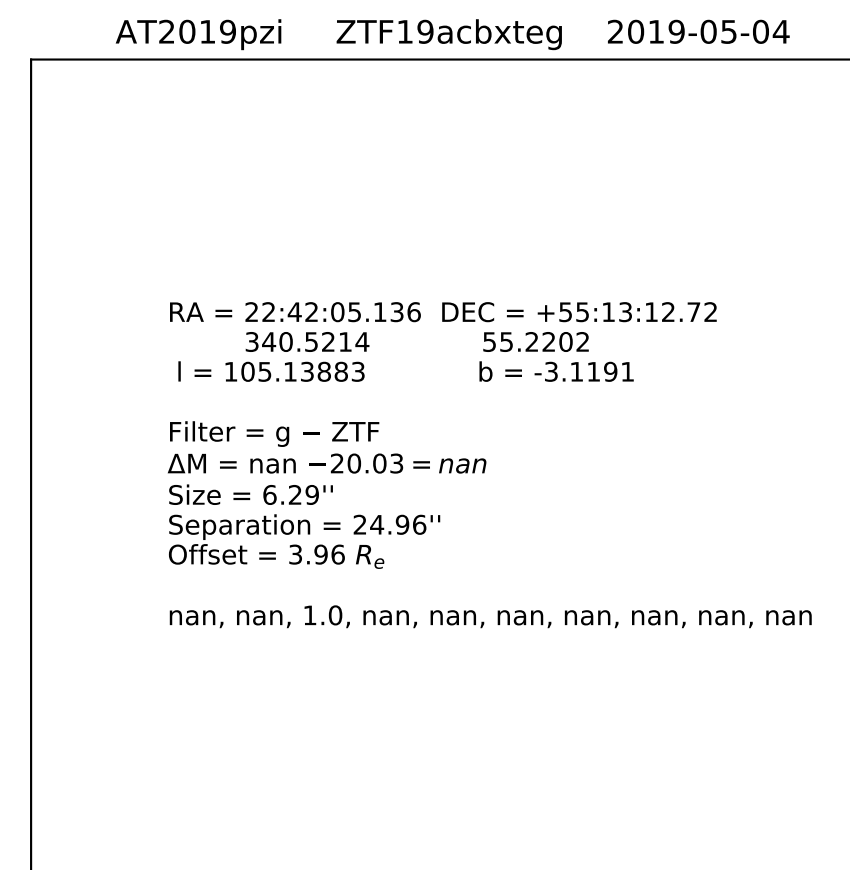 AT2019pzi ZTF19acbxteg 2019-05-04
RA = 22:42:05.136 DEC = +55:13:12.72
340.5214 55.2202
l = 105.13883 b = -3.1191
Filter = g − ZTF
ΔM = nan −20.03 = nan
Size = 6.29''
Separation = 24.96''
Offset = 3.96 Re
nan, nan, 1.0, nan, nan, nan, nan, nan, nan, nan